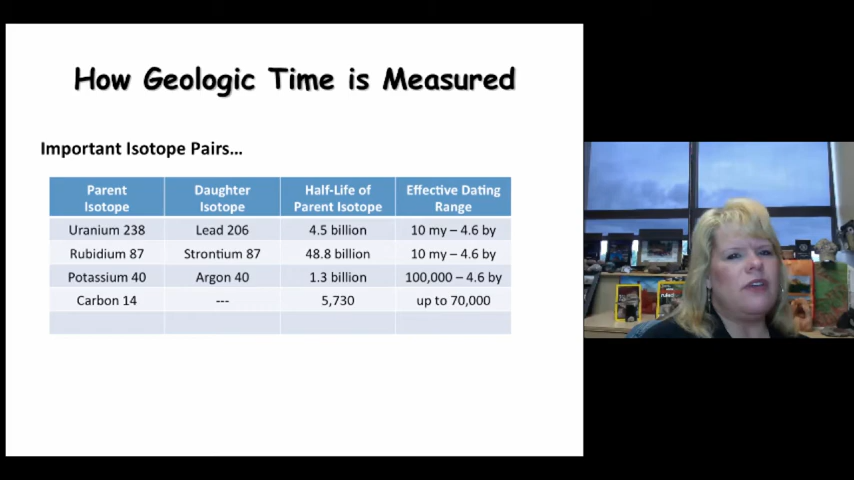 How Geologic Time is Measured
Important Isotope Pairs...
Parent Isotope Daughter Isotope Half-Life of Parent Isotope Effective Dating Range
Uranium 238 Lead 206 4.5 billion 10 my – 4.6 by
Rubidium 87 Strontium 87 48.8 billion 10 my – 4.6 by
Potassium 40 Argon 40 1.3 billion 100,000 – 4.6 by
Carbon 14 --- 5,730 up to 70,000